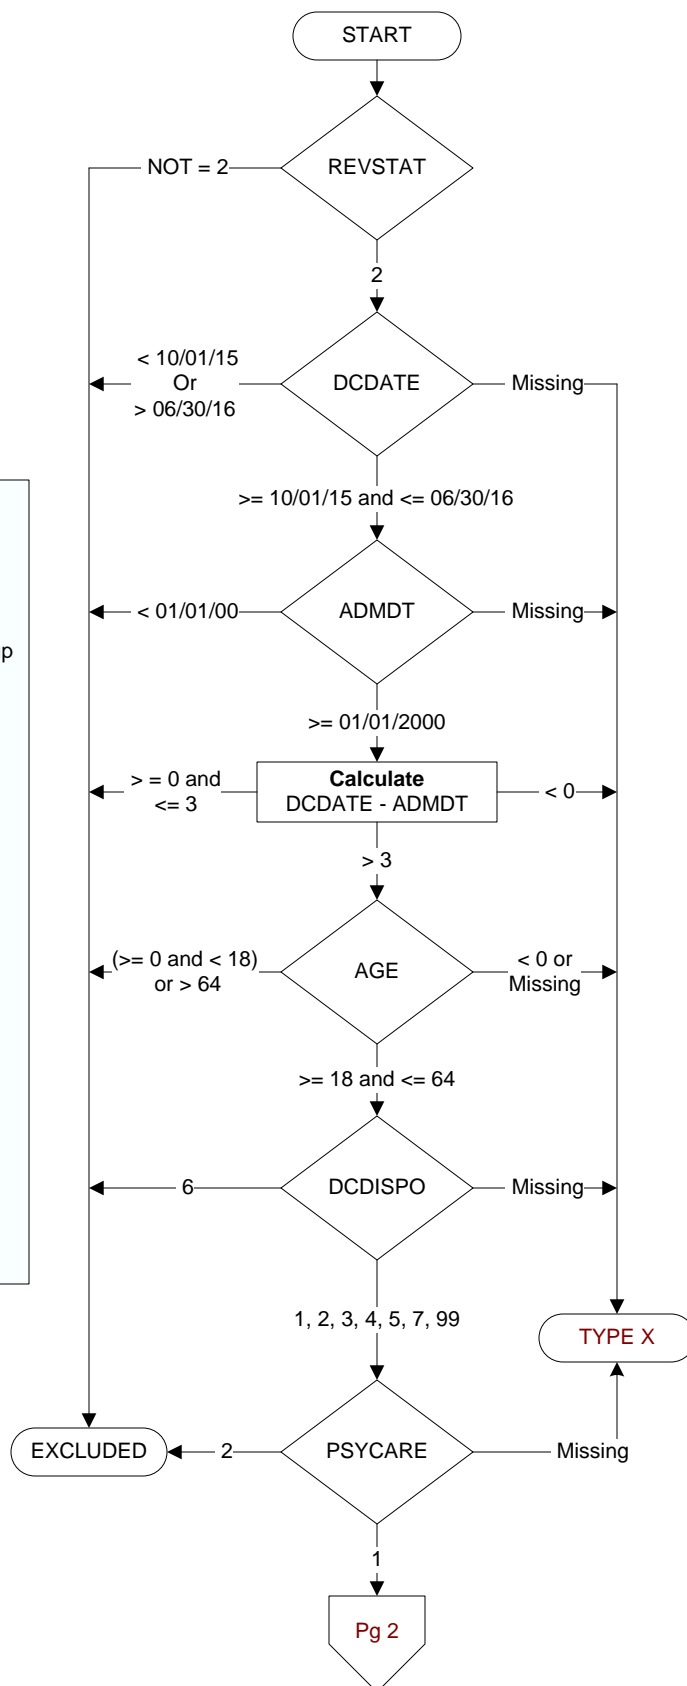 START
REVSTAT
NOT = 2
2
DCDATE
< 10/01/15
Or
> 06/30/16
Missing
>= 10/01/15 and <= 06/30/16
ADMDT
< 01/01/00
Missing
>= 01/01/2000
Calculate
DCDATE - ADMDT
> = 0 and
<= 3
< 0
> 3
AGE
(>= 0 and < 18)
or > 64
< 0 or
Missing
>= 18 and <= 64
DCDISPO
6
Missing
1, 2, 3, 4, 5, 7, 99
TYPE X
PSYCARE
EXCLUDED
2
Missing
1
Pg 2